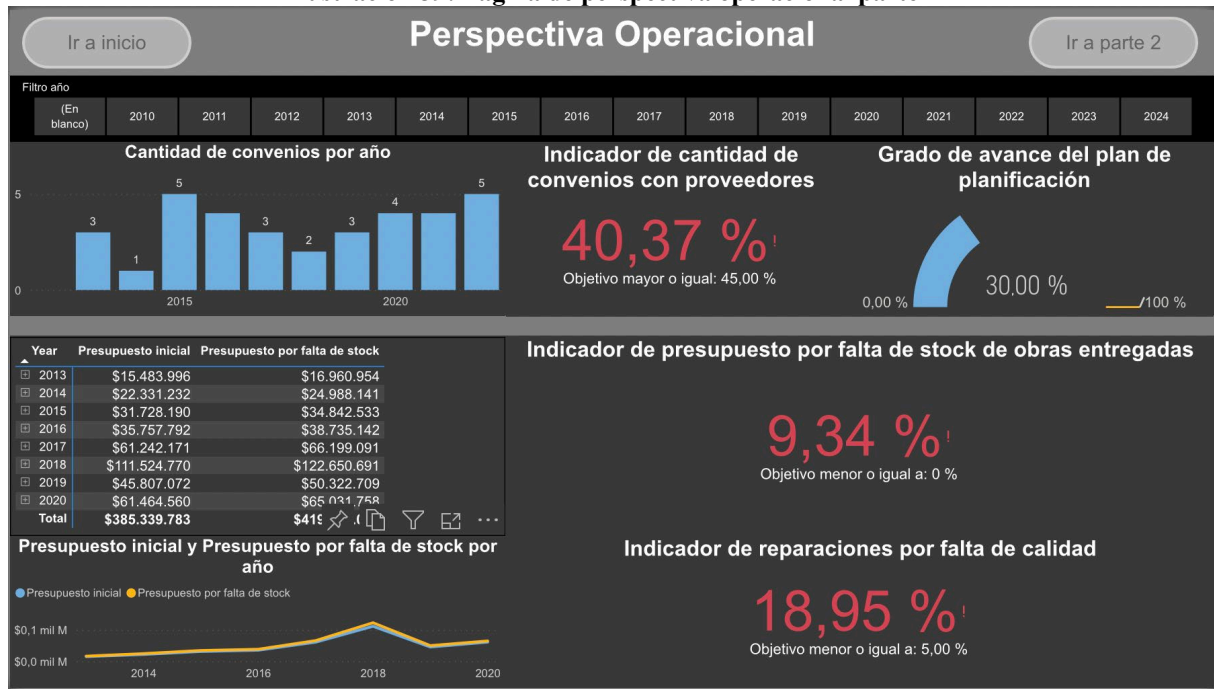 Ir a inicio
Perspectiva Operacional
Ir a parte 2
Filtro año
(En blanco) 2010 2011 2012 2013 2014 2015 2016 2017 2018 2019 2020 2021 2022 2023 2024
Cantidad de convenios por año
5
0
3 1 5 3 2 3 4 5
2015 2020
Indicador de cantidad de
convenios con proveedores
40,37 %!
Objetivo mayor o igual: 45,00 %
Grado de avance del plan de
planificación
30,00 %
0,00 %
/100 %
Year Presupuesto inicial Presupuesto por falta de stock
2013 $15.483.996 $16.960.954
2014 $22.331.232 $24.988.141
2015 $31.728.190 $34.842.533
2016 $35.757.792 $38.735.142
2017 $61.242.171 $66.199.091
2018 $111.524.770 $122.650.691
2019 $45.807.072 $50.322.709
2020 $61.464.560 $65.031.758
Total $385.339.783
Indicador de presupuesto por falta de stock de obras entregadas
9,34 %!
Objetivo menor o igual a: 0 %
Presupuesto inicial y Presupuesto por falta de stock por
año
Presupuesto inicial Presupuesto por falta de stock
$0,1 mil M
$0,0 mil M
2014 2016 2018 2020
Indicador de reparaciones por falta de calidad
18,95 %!
Objetivo menor o igual a: 5,00 %